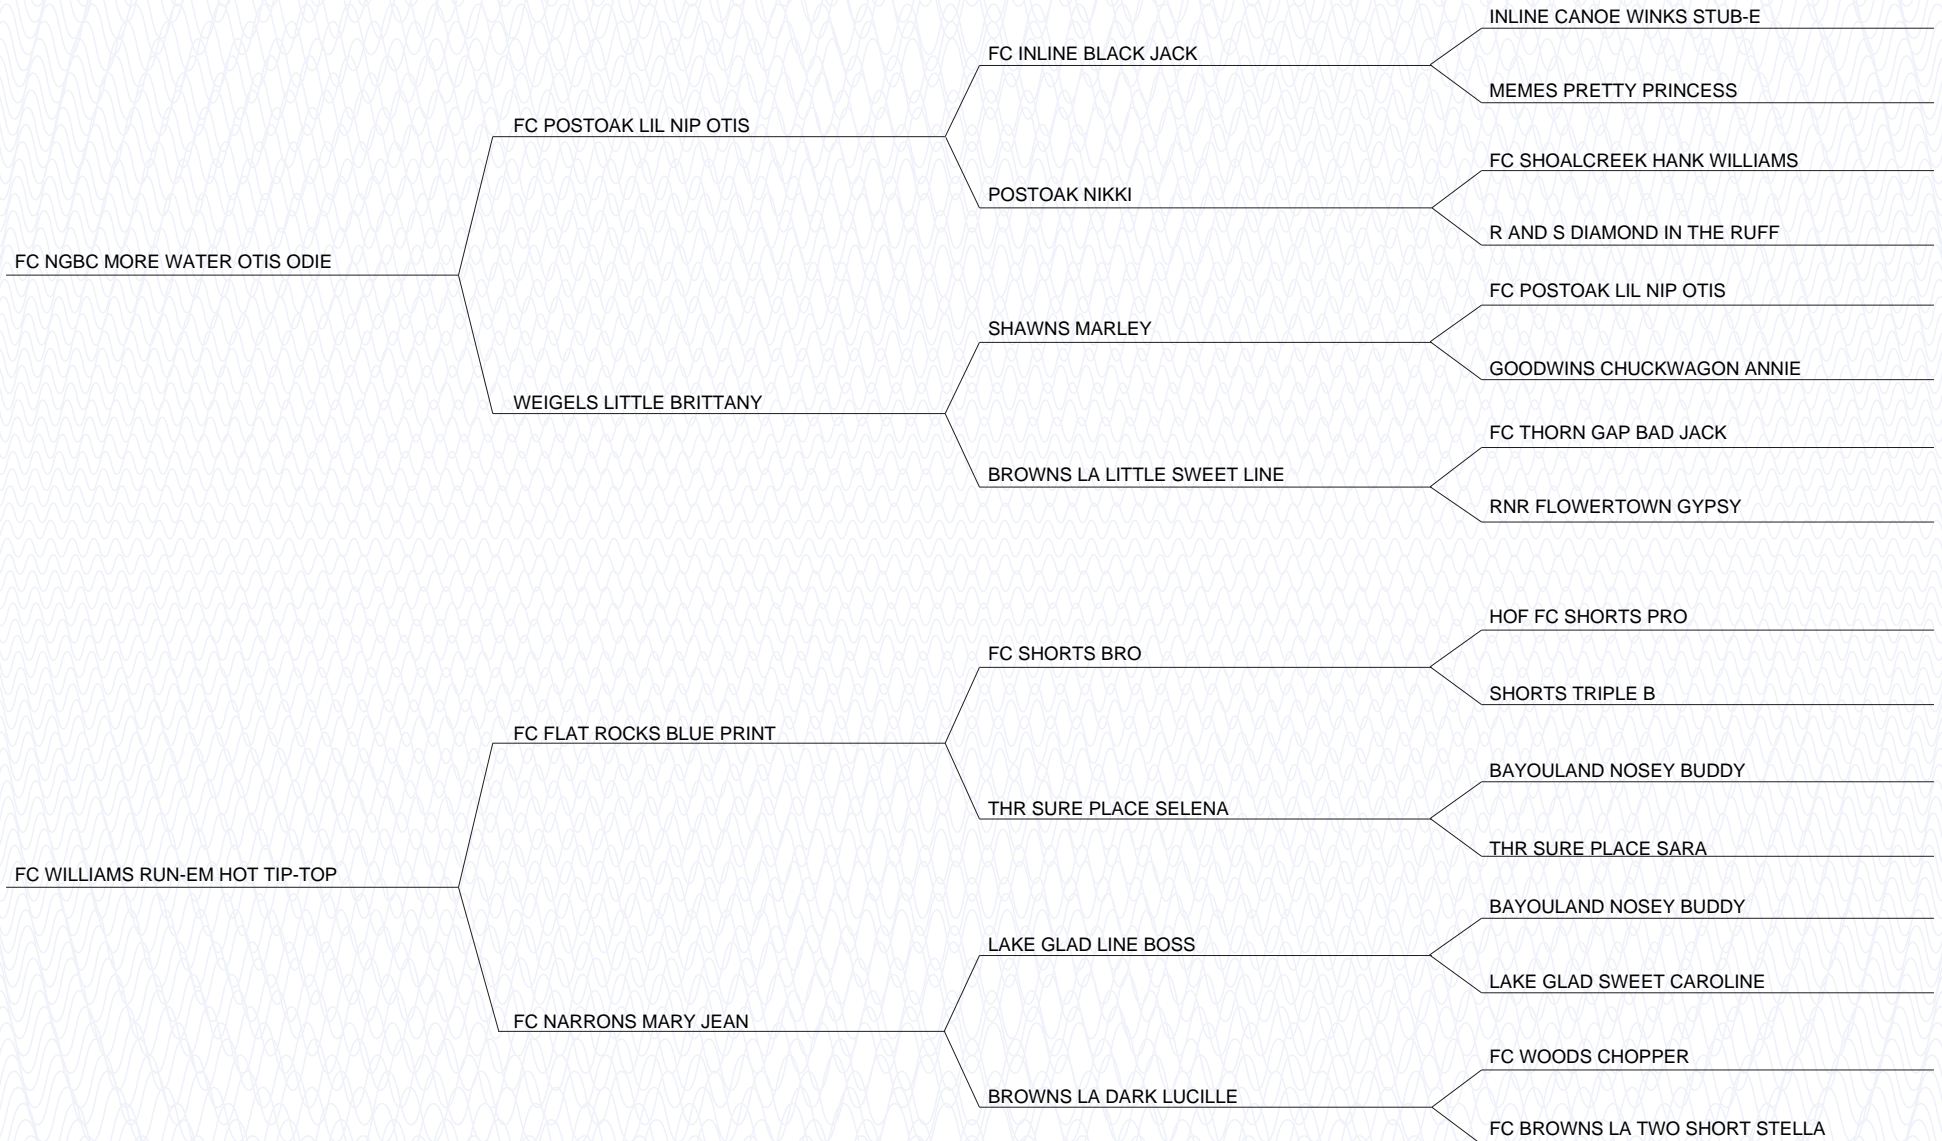 INLINE CANOE WINKS STUB-E
FC INLINE BLACK JACK
MEMES PRETTY PRINCESS
FC POSTOAK LIL NIP OTIS
FC SHOALCREEK HANK WILLIAMS
POSTOAK NIKKI
R AND S DIAMOND IN THE RUFF
FC NGBC MORE WATER OTIS ODIE
FC POSTOAK LIL NIP OTIS
SHAWNS MARLEY
GOODWINS CHUCKWAGON ANNIE
WEIGELS LITTLE BRITTANY
FC THORN GAP BAD JACK
BROWNS LA LITTLE SWEET LINE
RNR FLOWERTOWN GYPSY
HOF FC SHORTS PRO
FC SHORTS BRO
SHORTS TRIPLE B
FC FLAT ROCKS BLUE PRINT
BAYOULAND NOSEY BUDDY
THR SURE PLACE SELENA
THR SURE PLACE SARA
FC WILLIAMS RUN-EM HOT TIP-TOP
BAYOULAND NOSEY BUDDY
LAKE GLAD LINE BOSS
LAKE GLAD SWEET CAROLINE
FC NARRONS MARY JEAN
FC WOODS CHOPPER
BROWNS LA DARK LUCILLE
FC BROWNS LA TWO SHORT STELLA